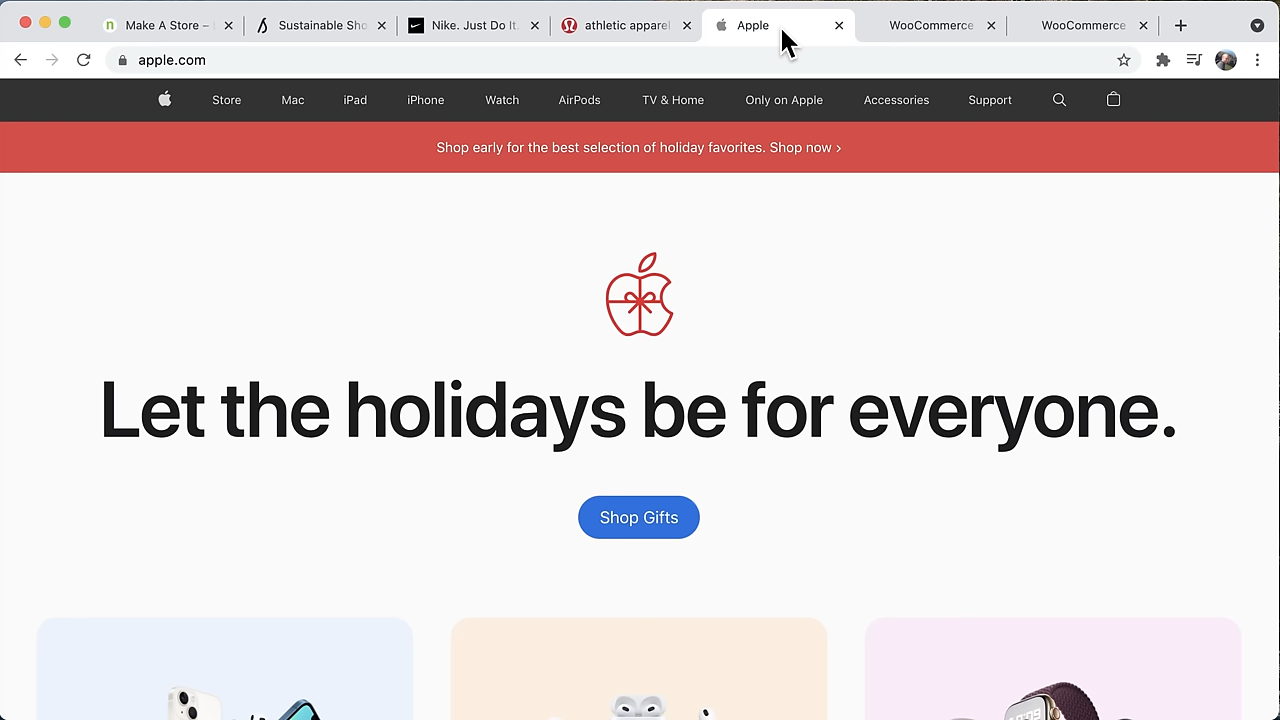 Make A Store –
Sustainable Sho
Nike. Just Do It.
athletic apparel
Apple
WooCommerce
WooCommerce
apple.com
Store
Mac
iPad
iPhone
Watch
AirPods
TV & Home
Only on Apple
Accessories
Support
Shop early for the best selection of holiday favorites. Shop now >
Let the holidays be for everyone.
Shop Gifts